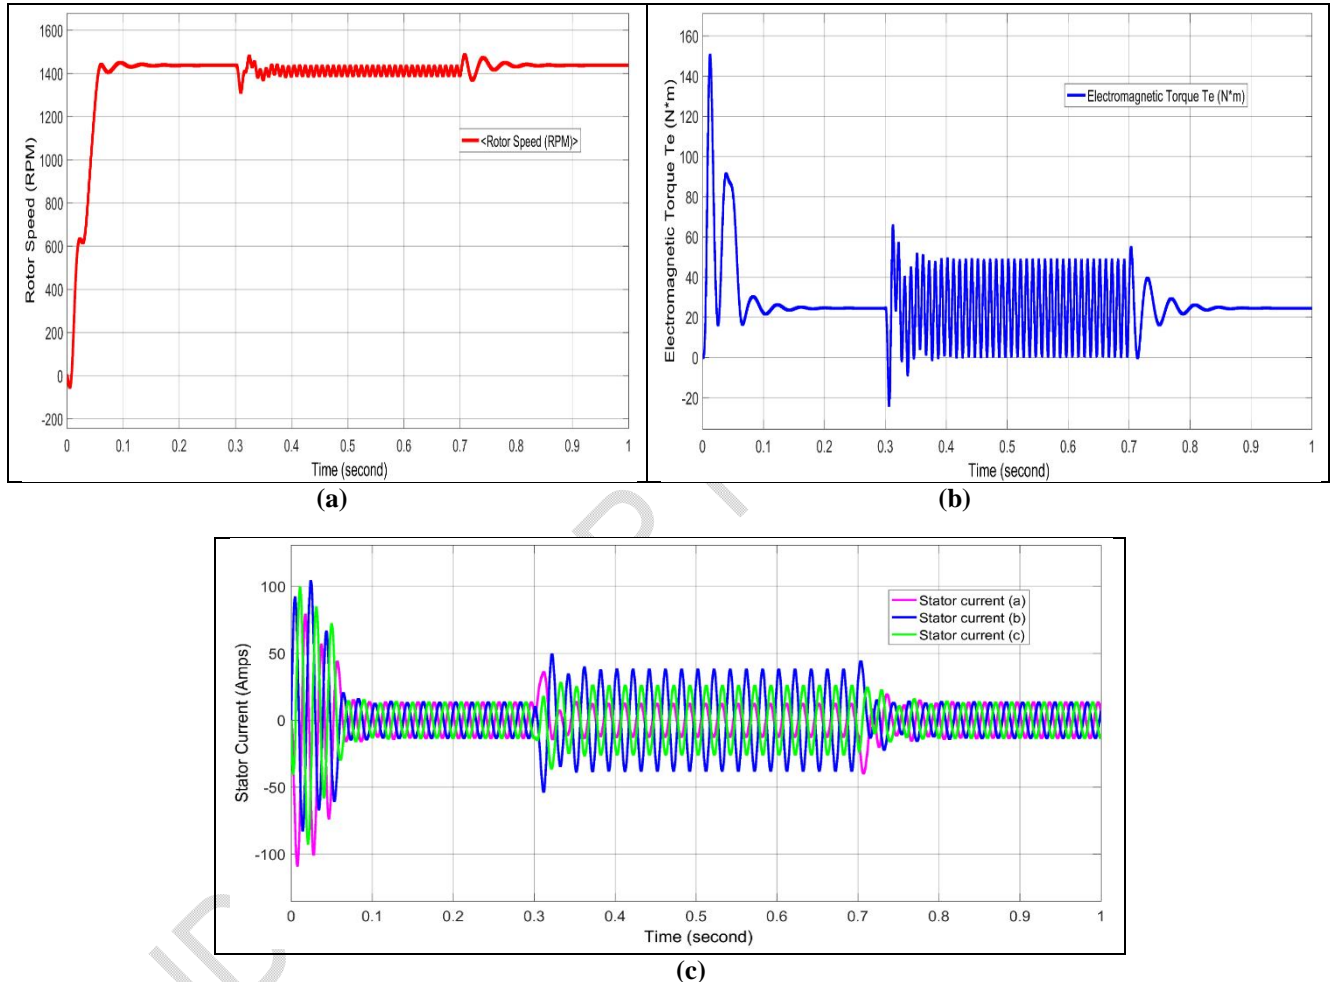 1600
1400
1200
1000
800
600
400
200
0
-200
Rotor Speed (RPM)
<Rotor Speed (RPM)>
0 0.1 0.2 0.3 0.4 0.5 0.6 0.7 0.8 0.9 1
Time (second)
(a)
160
140
120
100
80
60
40
20
0
-20
Electromagnetic Torque Te (N*m)
Electromagnetic Torque Te (N*m)
0 0.1 0.2 0.3 0.4 0.5 0.6 0.7 0.8 0.9 1
Time (second)
(b)
100
50
0
-50
-100
Stator Current (Amps)
Stator current (a)
Stator current (b)
Stator current (c)
0 0.1 0.2 0.3 0.4 0.5 0.6 0.7 0.8 0.9 1
Time (second)
(c)